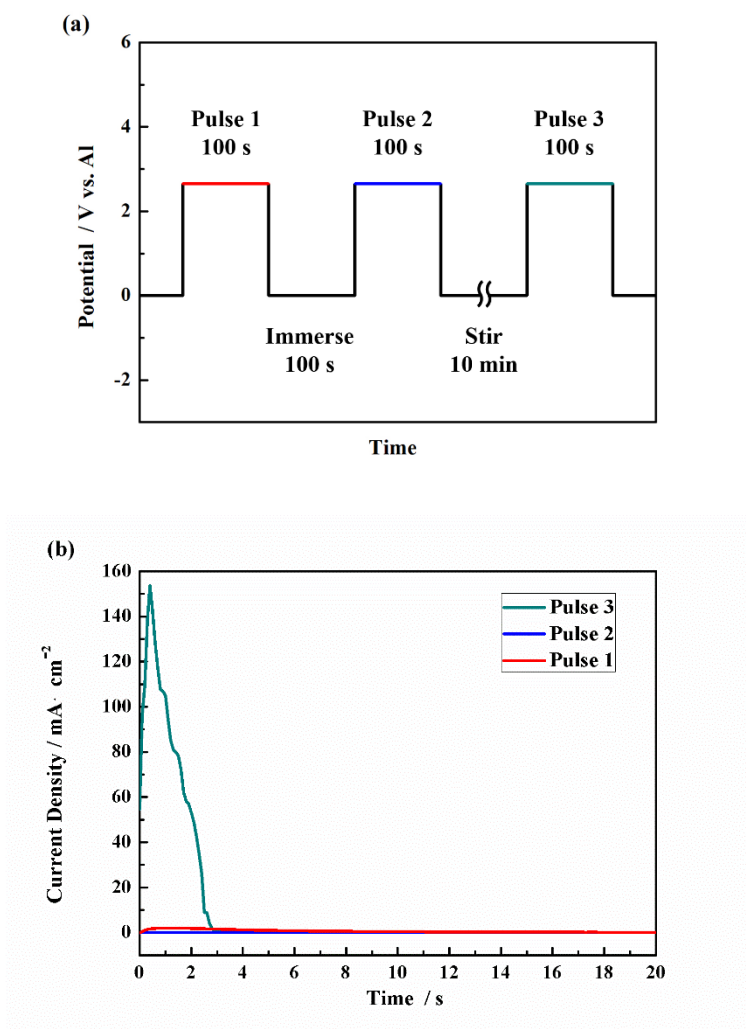 (a)
6
4
2
0
-2
Potential / V vs. Al
Pulse 1
100 s
Pulse 2
100 s
Pulse 3
100 s
Immerse
100 s
Stir
10 min
Time
(b)
160
140
120
100
80
60
40
20
0
Current Density / mA· cm⁻²
Pulse 3
Pulse 2
Pulse 1
0 2 4 6 8 10 12 14 16 18 20
Time / s